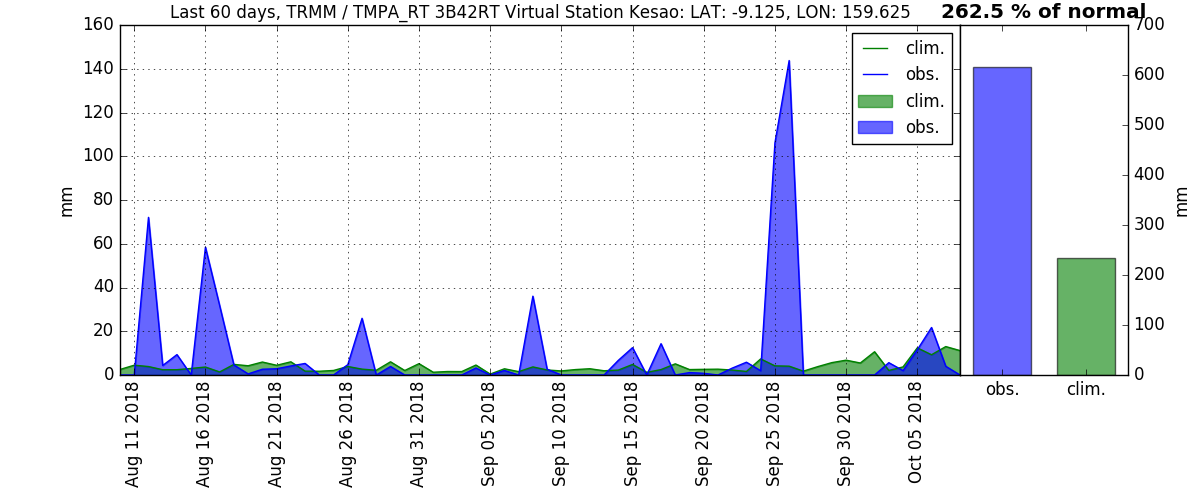 Last 60 days, TRMM / TMPA_RT 3B42RT Virtual Station Kesao: LAT: -9.125, LON: 159.625
262.5 % of normal
160
140
120
100
80
60
40
20
0
mm
clim.
obs.
clim.
obs.
Aug 11 2018
Aug 16 2018
Aug 21 2018
Aug 26 2018
Aug 31 2018
Sep 05 2018
Sep 10 2018
Sep 15 2018
Sep 20 2018
Sep 25 2018
Sep 30 2018
Oct 05 2018
700
600
500
400
300
200
100
0
mm
obs.
clim.